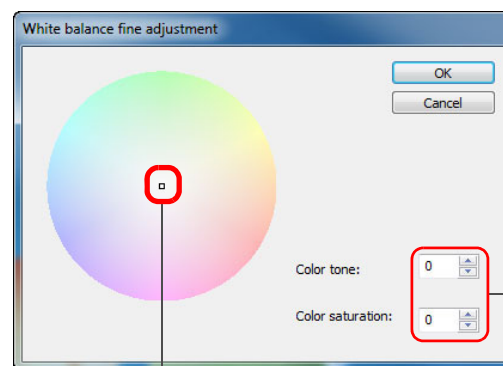 White balance fine adjustment
OK
Cancel
Color tone:
0
Color saturation:
0